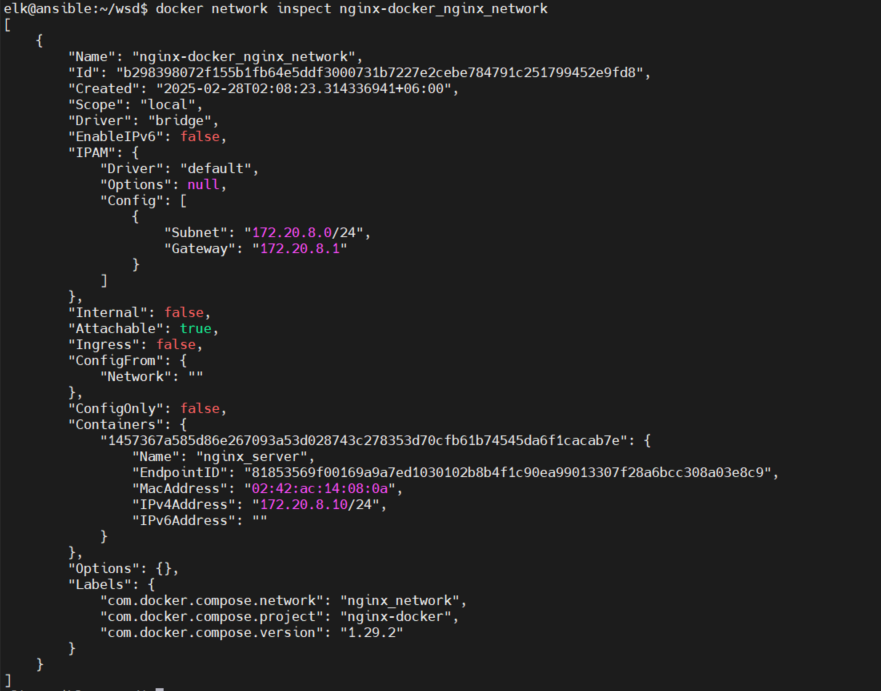 elk@ansible:~/wsd$ docker network inspect nginx-docker_nginx_network
[
    {
        "Name": "nginx-docker_nginx_network",
        "Id": "b298398072f155b1fb64e5ddf3000731b7227e2cebe784791c251799452e9fd8",
        "Created": "2025-02-28T02:08:23.314336941+06:00",
        "Scope": "local",
        "Driver": "bridge",
        "EnableIPv6": false,
        "IPAM": {
            "Driver": "default",
            "Options": null,
            "Config": [
                {
                    "Subnet": "172.20.8.0/24",
                    "Gateway": "172.20.8.1"
                }
            ]
        },
        "Internal": false,
        "Attachable": true,
        "Ingress": false,
        "ConfigFrom": {
            "Network": ""
        },
        "ConfigOnly": false,
        "Containers": {
            "1457367a585d86e267093a53d028743c278353d70cfb61b74545da6f1cacab7e": {
                "Name": "nginx_server",
                "EndpointID": "81853569f00169a9a7ed1030102b8b4f1c90ea99013307f28a6bcc308a03e8c9",
                "MacAddress": "02:42:ac:14:08:0a",
                "IPv4Address": "172.20.8.10/24",
                "IPv6Address": ""
            }
        },
        "Options": {},
        "Labels": {
            "com.docker.compose.network": "nginx_network",
            "com.docker.compose.project": "nginx-docker",
            "com.docker.compose.version": "1.29.2"
        }
    }
]